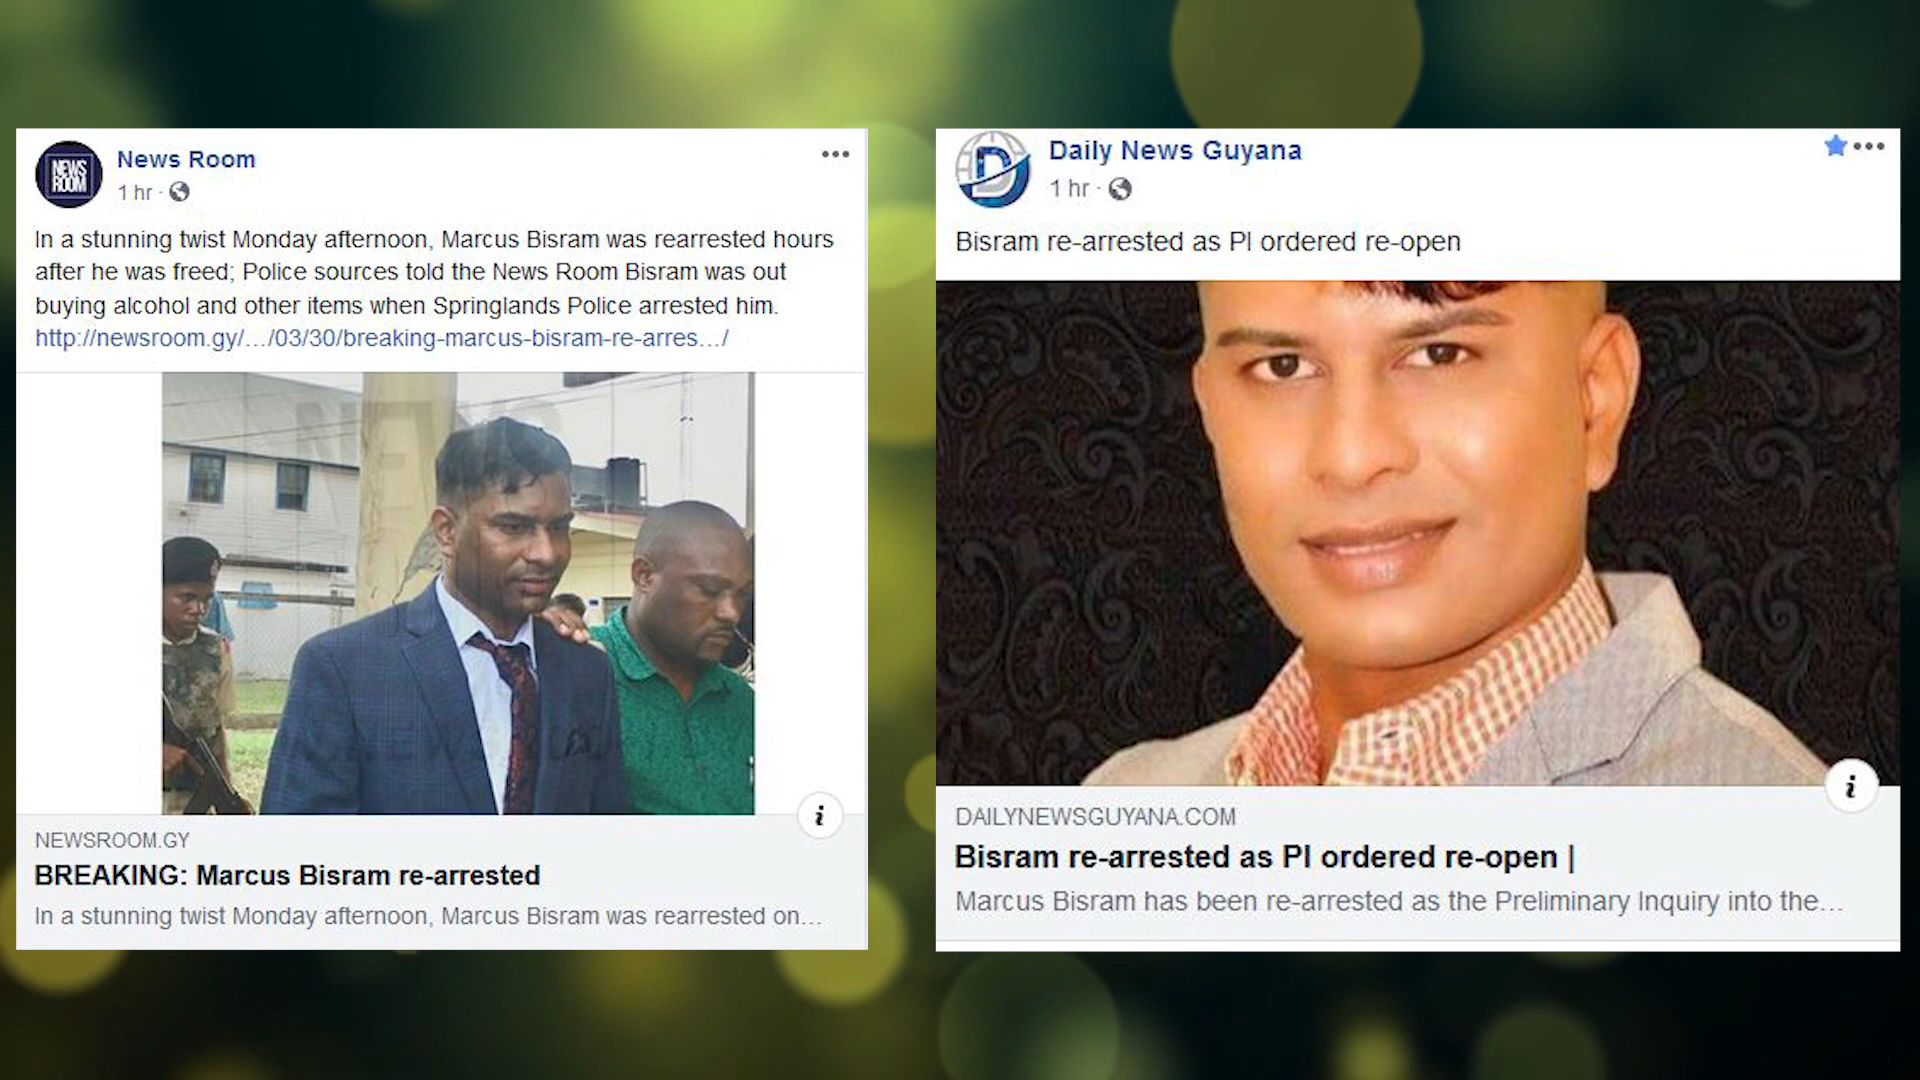 NEWS
ROOM
News Room
1 hr
In a stunning twist Monday afternoon, Marcus Bisram was rearrested hours
after he was freed; Police sources told the News Room Bisram was out
buying alcohol and other items when Springlands Police arrested him.
http://newsroom.gy/…/03/30/breaking-marcus-bisram-re-arres…/
NEWSROOM.GY
BREAKING: Marcus Bisram re-arrested
In a stunning twist Monday afternoon, Marcus Bisram was rearrested on…
D
Daily News Guyana
1 hr
Bisram re-arrested as PI ordered re-open
DAILYNEWSGUYANA.COM
Bisram re-arrested as PI ordered re-open |
Marcus Bisram has been re-arrested as the Preliminary Inquiry into the…